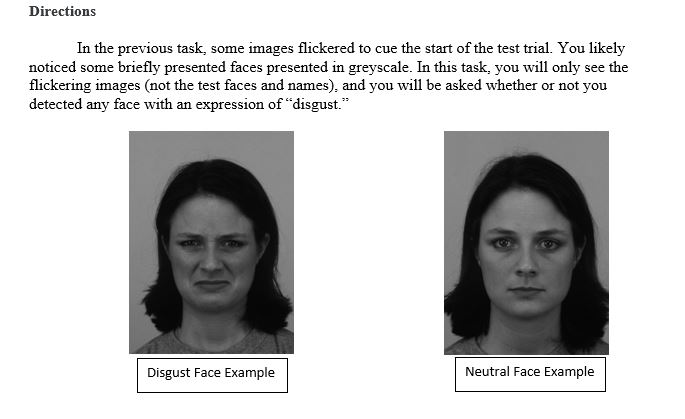 Directions
In the previous task, some images flickered to cue the start of the test trial. You likely
noticed some briefly presented faces presented in greyscale. In this task, you will only see the
flickering images (not the test faces and names), and you will be asked whether or not you
detected any face with an expression of “disgust.”
Disgust Face Example
Neutral Face Example